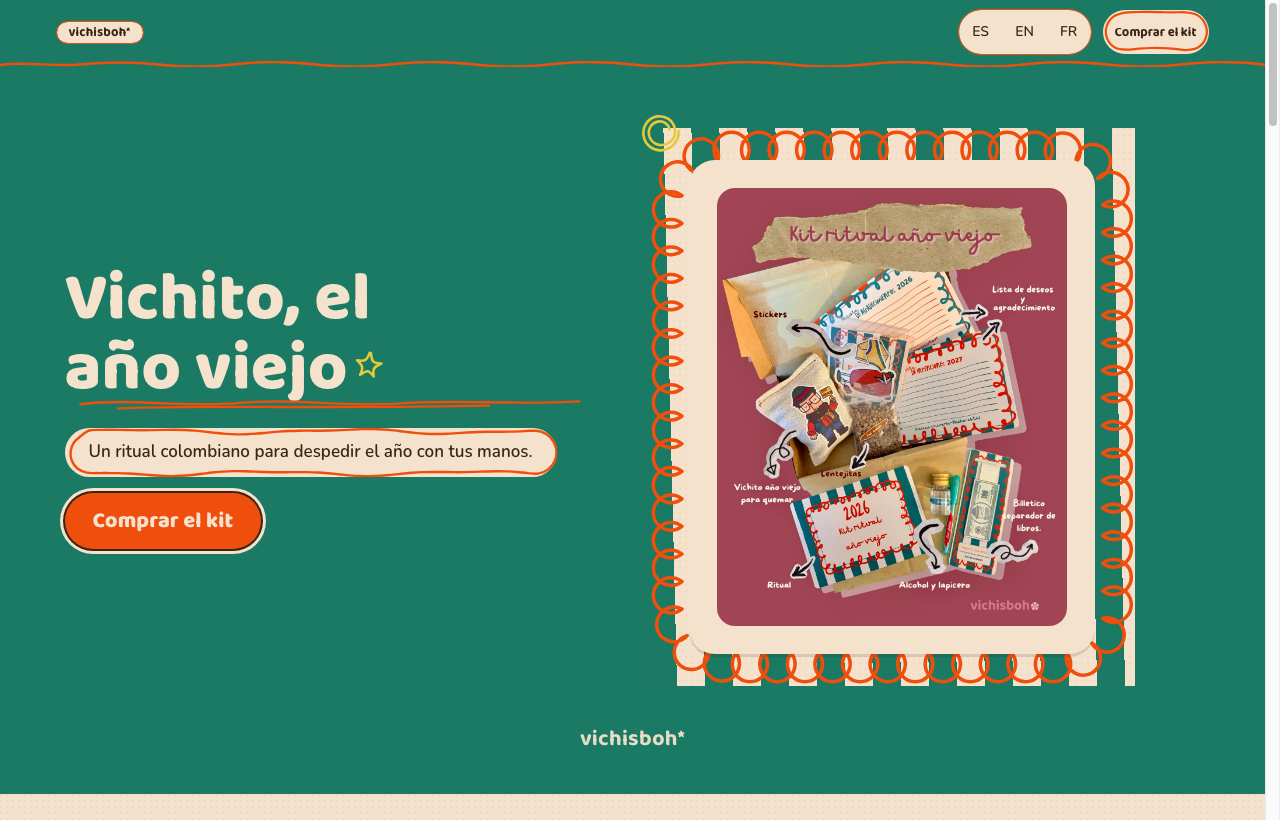 vichisboh*
ES EN FR
Comprar el kit
Vichito, el
año viejo
Un ritual colombiano para despedir el año con tus manos.
Comprar el kit
Kit ritual año viejo
Stickers
Lista de deseos
y
agradecimiento
2026
2027
Lentejitas
Vichito año viejo
para quemar
2026
Kit ritual
año viejo
Billetico
separador de
libros.
Ritual
Alcohol y lapicero
vichisboh
vichisboh*